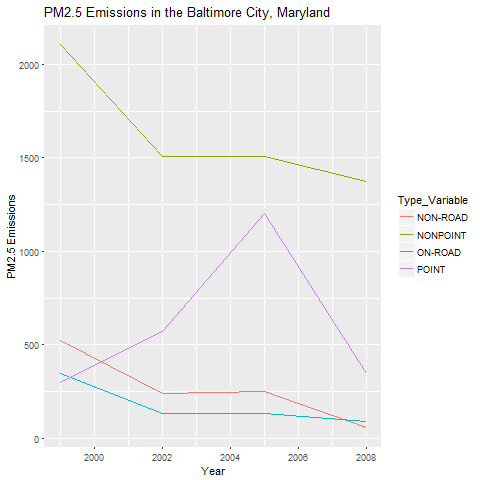 PM2.5 Emissions in the Baltimore City, Maryland
2000
1500
1000
500
0
PM2.5 Emissions
2000
2002
2004
2006
2008
Year
Type_Variable
NON-ROAD
NONPOINT
ON-ROAD
POINT